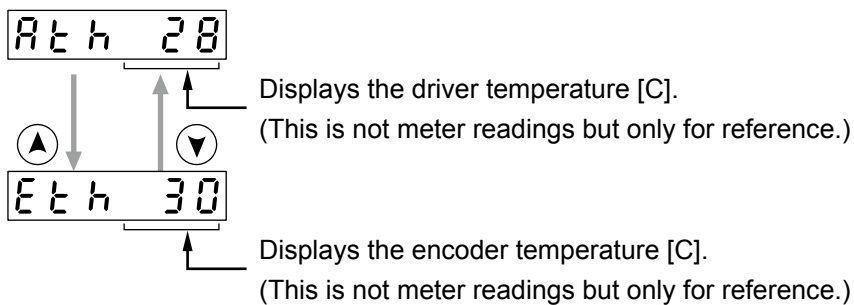 Ath 28
Displays the driver temperature [C].
(This is not meter readings but only for reference.)
Eth 30
Displays the encoder temperature [C].
(This is not meter readings but only for reference.)